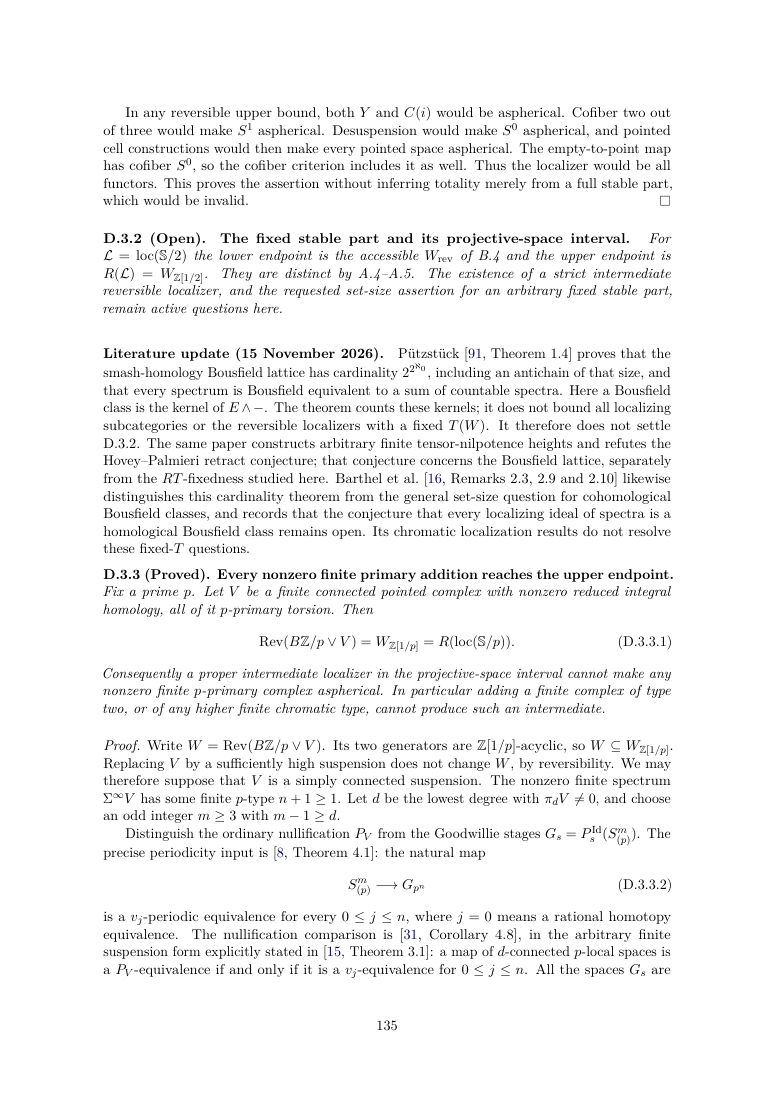 In any reversible upper bound, both Y and C(i) would be aspherical. Cofiber two out
of three would make S¹ aspherical. Desuspension would make S⁰ aspherical, and pointed
cell constructions would then make every pointed space aspherical. The empty-to-point map
has cofiber S⁰, so the cofiber criterion includes it as well. Thus the localizer would be all
functors. This proves the assertion without inferring totality merely from a full stable part,
which would be invalid. □
D.3.2 (Open). The fixed stable part and its projective-space interval. For
ℒ = loc(𝕊/2) the lower endpoint is the accessible W_rev of B.4 and the upper endpoint is
R(ℒ) = W_{ℤ[1/2]}. They are distinct by A.4–A.5. The existence of a strict intermediate
reversible localizer, and the requested set-size assertion for an arbitrary fixed stable part,
remain active questions here.
Literature update (15 November 2026). Pützstück [91, Theorem 1.4] proves that the
smash-homology Bousfield lattice has cardinality 2^{2^{ℵ₀}}, including an antichain of that size, and
that every spectrum is Bousfield equivalent to a sum of countable spectra. Here a Bousfield
class is the kernel of E ∧ −. The theorem counts these kernels; it does not bound all localizing
subcategories or the reversible localizers with a fixed T(W). It therefore does not settle
D.3.2. The same paper constructs arbitrary finite tensor-nilpotence heights and refutes the
Hovey–Palmieri retract conjecture; that conjecture concerns the Bousfield lattice, separately
from the RT-fixedness studied here. Barthel et al. [16, Remarks 2.3, 2.9 and 2.10] likewise
distinguishes this cardinality theorem from the general set-size question for cohomological
Bousfield classes, and records that the conjecture that every localizing ideal of spectra is a
homological Bousfield class remains open. Its chromatic localization results do not resolve
these fixed-T questions.
D.3.3 (Proved). Every nonzero finite primary addition reaches the upper endpoint.
Fix a prime p. Let V be a finite connected pointed complex with nonzero reduced integral
homology, all of it p-primary torsion. Then
Rev(Bℤ/p ∨ V) = W_{ℤ[1/p]} = R(loc(𝕊/p)). (D.3.3.1)
Consequently a proper intermediate localizer in the projective-space interval cannot make any
nonzero finite p-primary complex aspherical. In particular adding a finite complex of type
two, or of any higher finite chromatic type, cannot produce such an intermediate.
Proof. Write W = Rev(Bℤ/p ∨ V). Its two generators are ℤ[1/p]-acyclic, so W ⊆ W_{ℤ[1/p]}.
Replacing V by a sufficiently high suspension does not change W, by reversibility. We may
therefore suppose that V is a simply connected suspension. The nonzero finite spectrum
Σ^∞V has some finite p-type n + 1 ≥ 1. Let d be the lowest degree with π_dV ≠ 0, and choose
an odd integer m ≥ 3 with m − 1 ≥ d.
Distinguish the ordinary nullification P_V from the Goodwillie stages G_s = P_s^{Id}(S^m_{(p)}). The
precise periodicity input is [8, Theorem 4.1]: the natural map
S^m_{(p)} ⟶ G_{p^n} (D.3.3.2)
is a v_j-periodic equivalence for every 0 ≤ j ≤ n, where j = 0 means a rational homotopy
equivalence. The nullification comparison is [31, Corollary 4.8], in the arbitrary finite
suspension form explicitly stated in [15, Theorem 3.1]: a map of d-connected p-local spaces is
a P_V-equivalence if and only if it is a v_j-equivalence for 0 ≤ j ≤ n. All the spaces G_s are
135